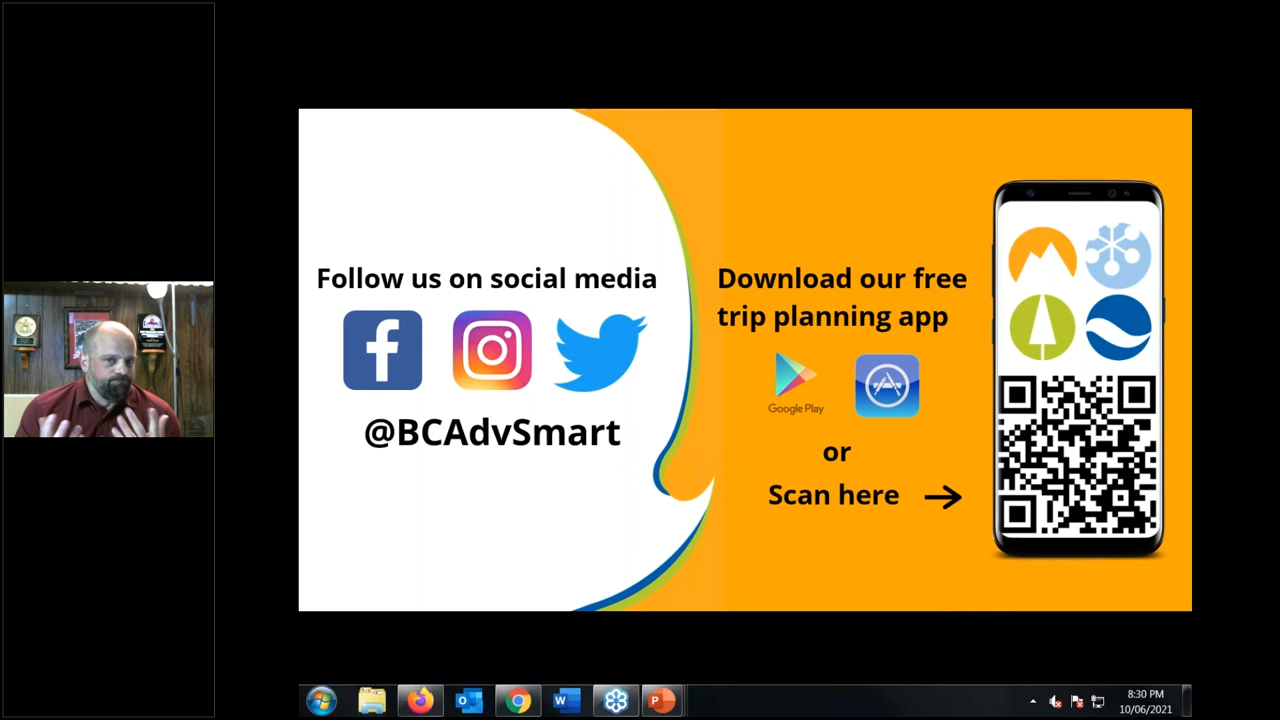 Follow us on social media
@BCAdvSmart
Download our free
trip planning app
Google Play
or
Scan here
8:30 PM
10/06/2021